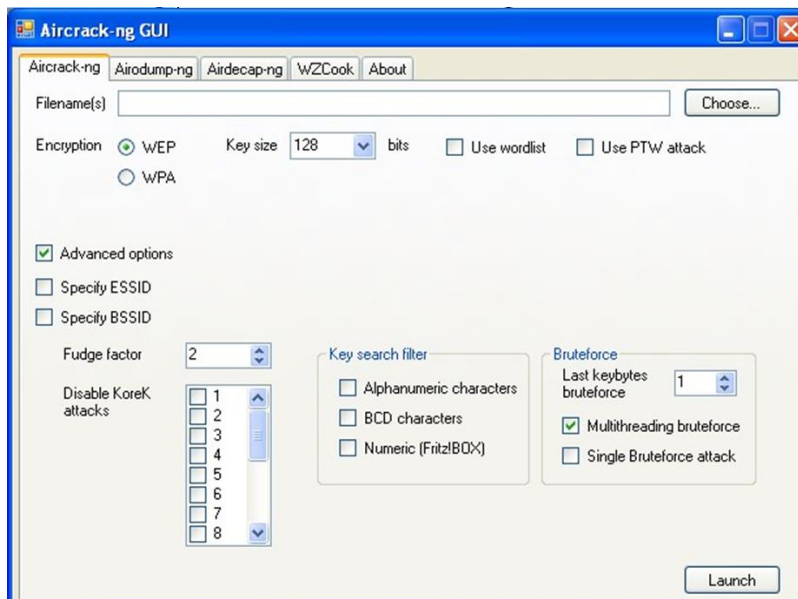 Aircrack-ng GUI
Aircrack-ng Airodump-ng Airdecap-ng WZCook About
Filename(s) Choose...
Encryption WEP Key size 128 bits Use wordlist Use PTW attack
WPA
Advanced options
Specify ESSID
Specify BSSID
Fudge factor 2
Disable KoreK
attacks
1
2
3
4
5
6
7
8
Key search filter
Alphanumeric characters
BCD characters
Numeric (Fritz!BOX)
Bruteforce
Last keybytes
bruteforce 1
Multithreading bruteforce
Single Bruteforce attack
Launch